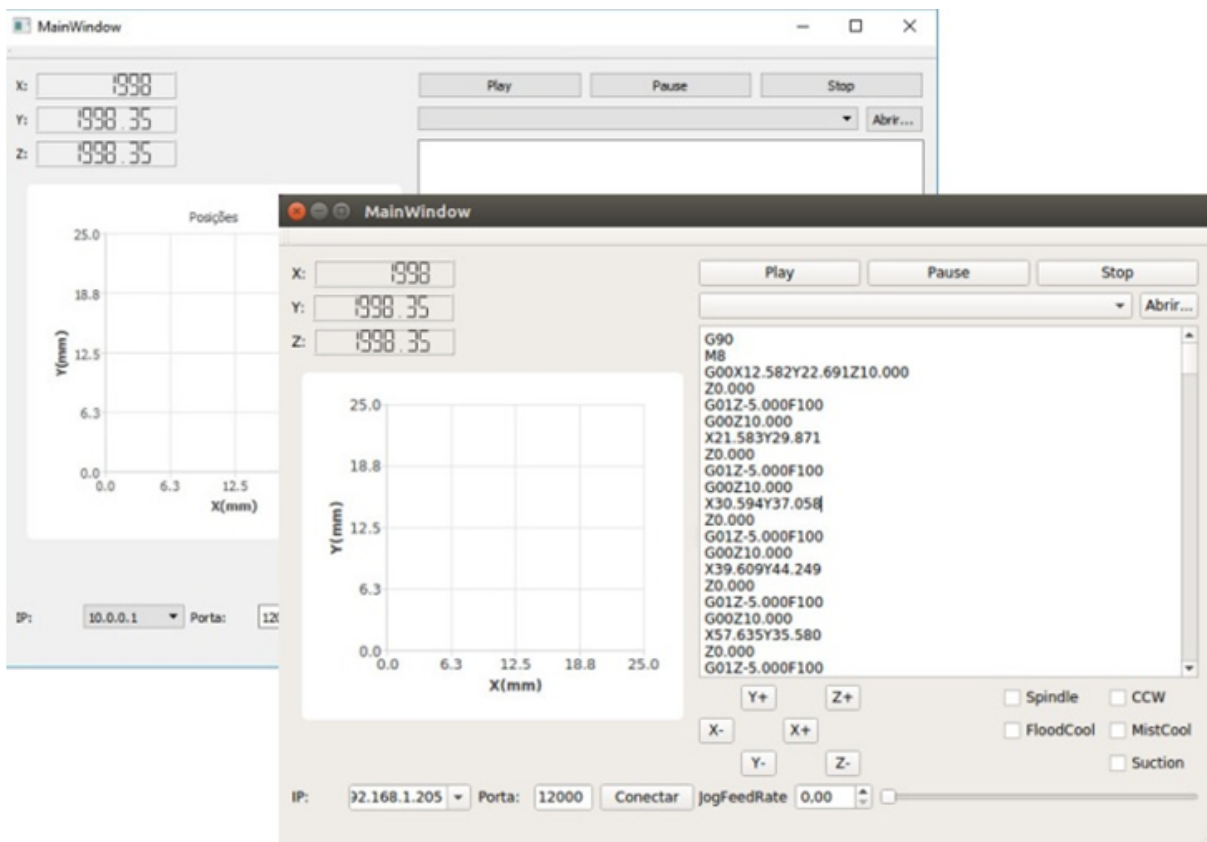 MainWindow
X: 1998
Play Pause Stop
Y: 1998.35
Abrir...
Z: 1998.35
Posições
25.0
18.8
12.5
6.3
0.0
Y(mm)
0.0 6.3 12.5
X(mm)
IP: 10.0.0.1 Porta:
MainWindow
X: 1998
Play Pause Stop
Y: 1998.35
Abrir...
Z: 1998.35
25.0
18.8
12.5
6.3
0.0
Y(mm)
0.0 6.3 12.5 18.8 25.0
X(mm)
G90
M8
G00X12.582Y22.691Z10.000
Z0.000
G01Z-5.000F100
G00Z10.000
X21.583Y29.871
Z0.000
G01Z-5.000F100
G00Z10.000
X30.594Y37.058
Z0.000
G01Z-5.000F100
G00Z10.000
X39.609Y44.249
Z0.000
G01Z-5.000F100
G00Z10.000
X57.635Y35.580
Z0.000
G01Z-5.000F100
Y+ Z+ Spindle CCW
X- X+ FloodCool MistCool
Y- Z- Suction
IP: 92.168.1.205 Porta: 12000 Conectar JogFeedRate 0,00